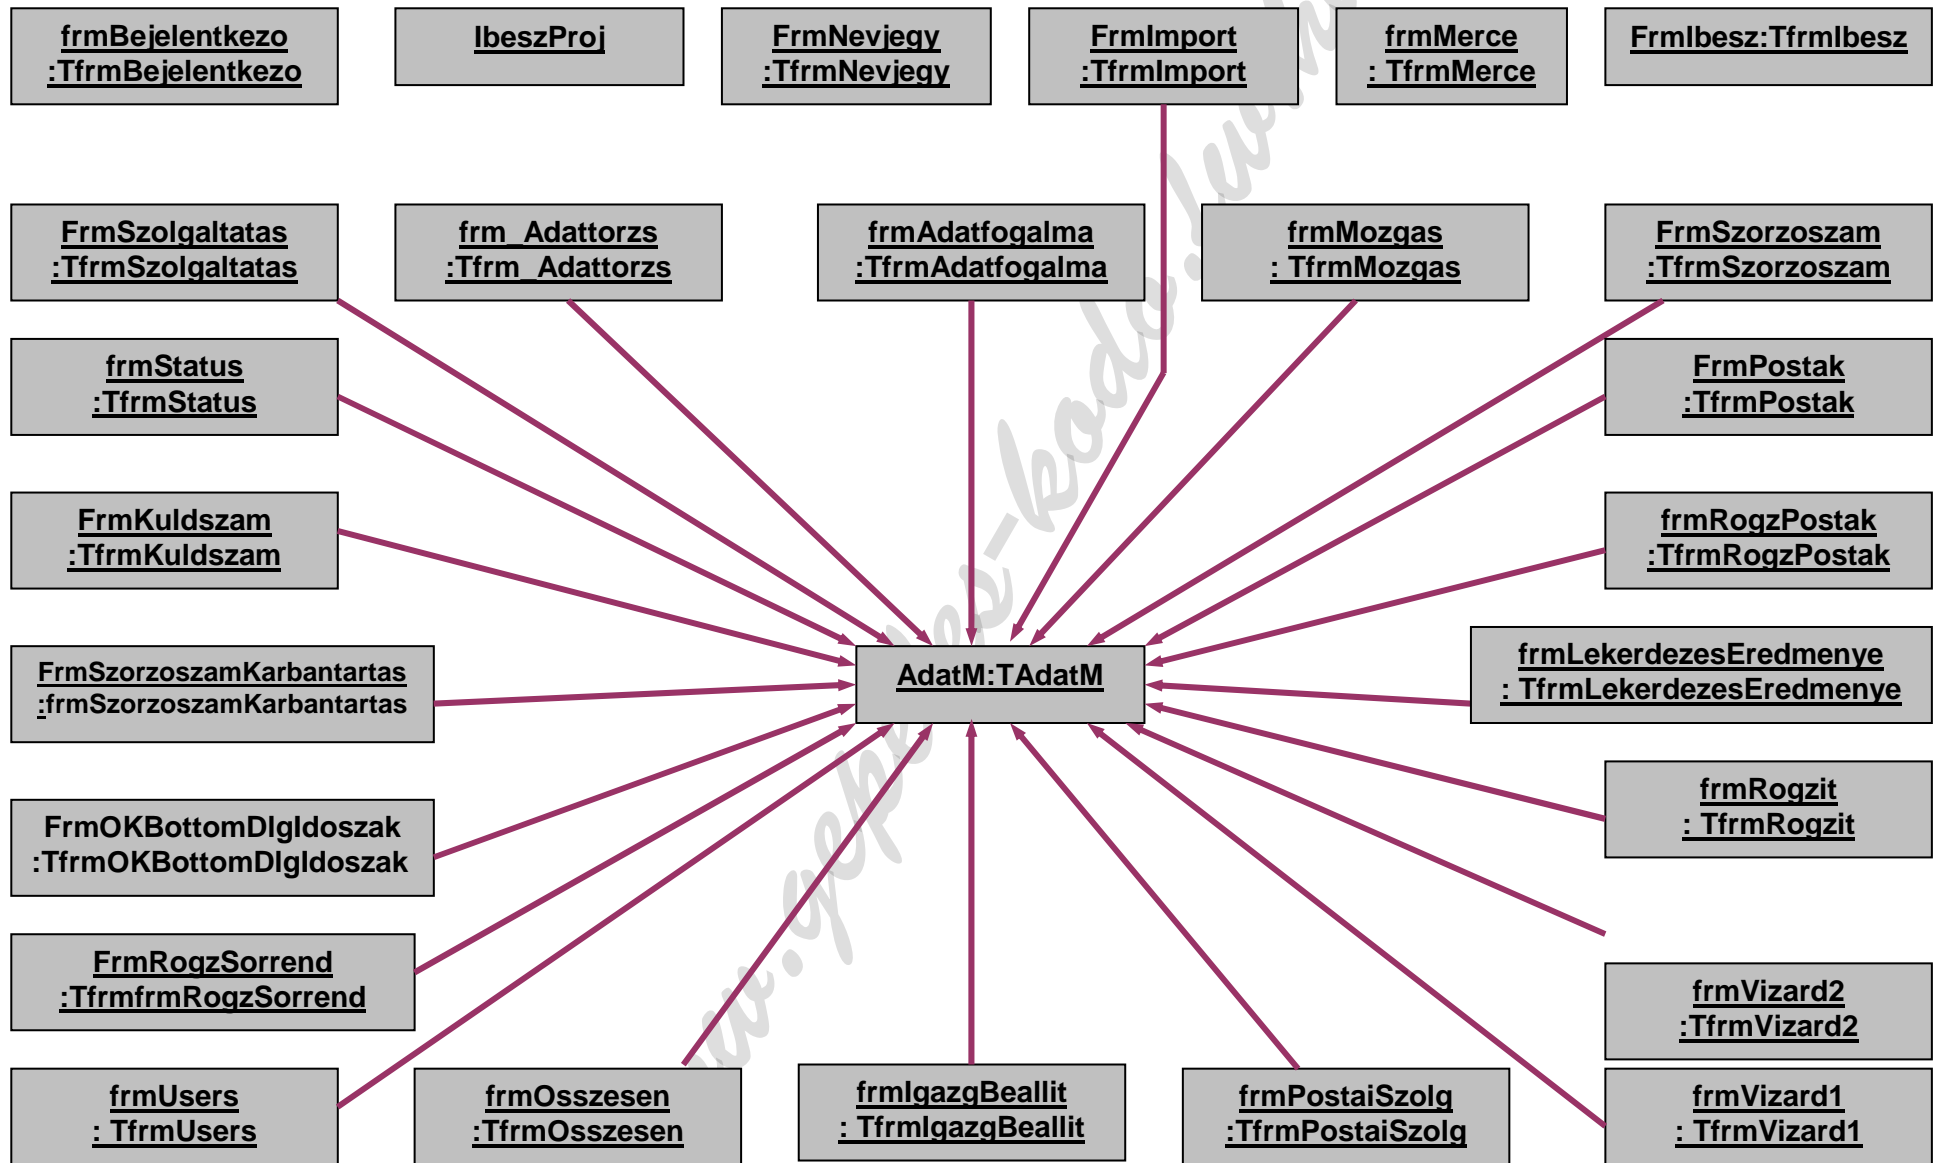 frmBejelentkezo
:TfrmBejelentkezo
IbeszProj
FrmNevjegy
:TfrmNevjegy
FrmImport
:TfrmImport
frmMerce
: TfrmMerce
FrmIbesz:TfrmIbesz
FrmSzolgaltatas
:TfrmSzolgaltatas
frm_Adattorzs
:Tfrm_Adattorzs
frmAdatfogalma
:TfrmAdatfogalma
frmMozgas
: TfrmMozgas
FrmSzorzoszam
:TfrmSzorzoszam
frmStatus
:TfrmStatus
FrmPostak
:TfrmPostak
FrmKuldszam
:TfrmKuldszam
frmRogzPostak
:TfrmRogzPostak
FrmSzorzoszamKarbantartas
:frmSzorzoszamKarbantartas
AdatM:TAdatM
frmLekerdezesEredmenye
: TfrmLekerdezesEredmenye
FrmOKBottomDlgIdoszak
:TfrmOKBottomDlgIdoszak
frmRogzit
: TfrmRogzit
FrmRogzSorrend
:TfrmfrmRogzSorrend
frmVizard2
:TfrmVizard2
frmUsers
: TfrmUsers
frmOsszesen
:TfrmOsszesen
frmIgazgBeallit
: TfrmIgazgBeallit
frmPostaiSzolg
:TfrmPostaiSzolg
frmVizard1
: TfrmVizard1